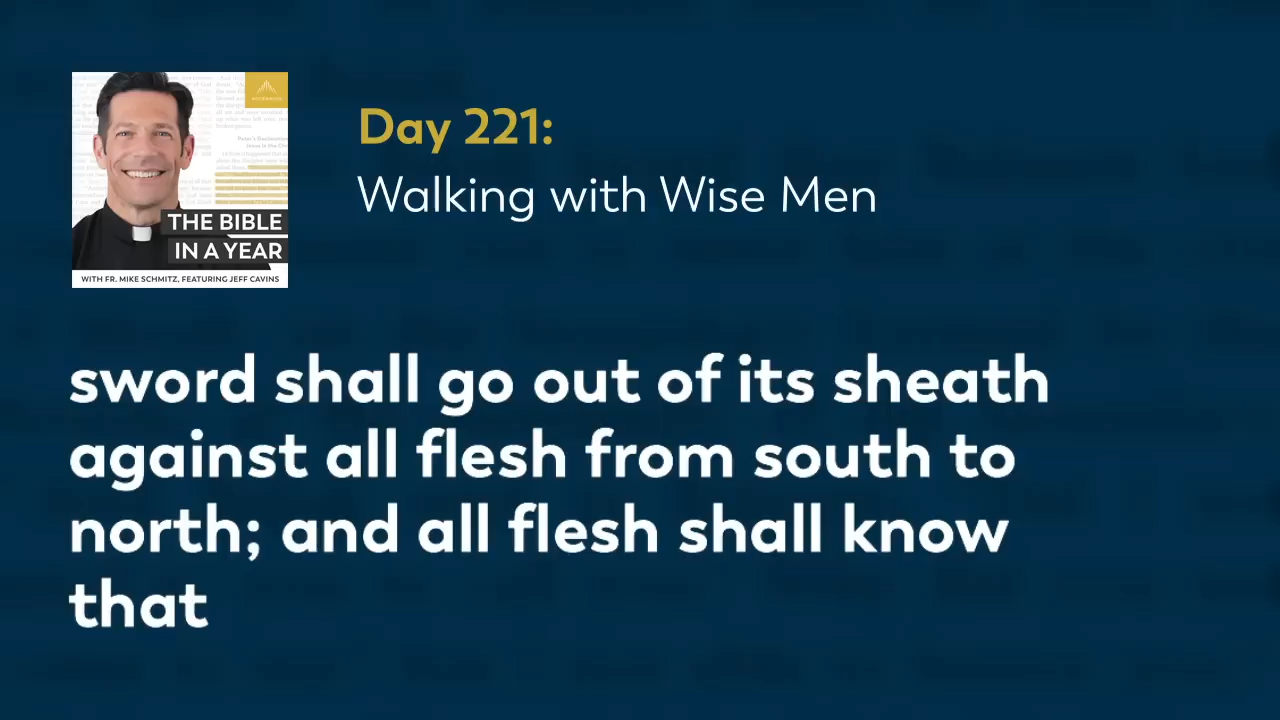 Day 221:
Walking with Wise Men
THE BIBLE
IN A YEAR
WITH FR. MIKE SCHMITZ, FEATURING JEFF CAVINS
sword shall go out of its sheath
against all flesh from south to
north; and all flesh shall know
that